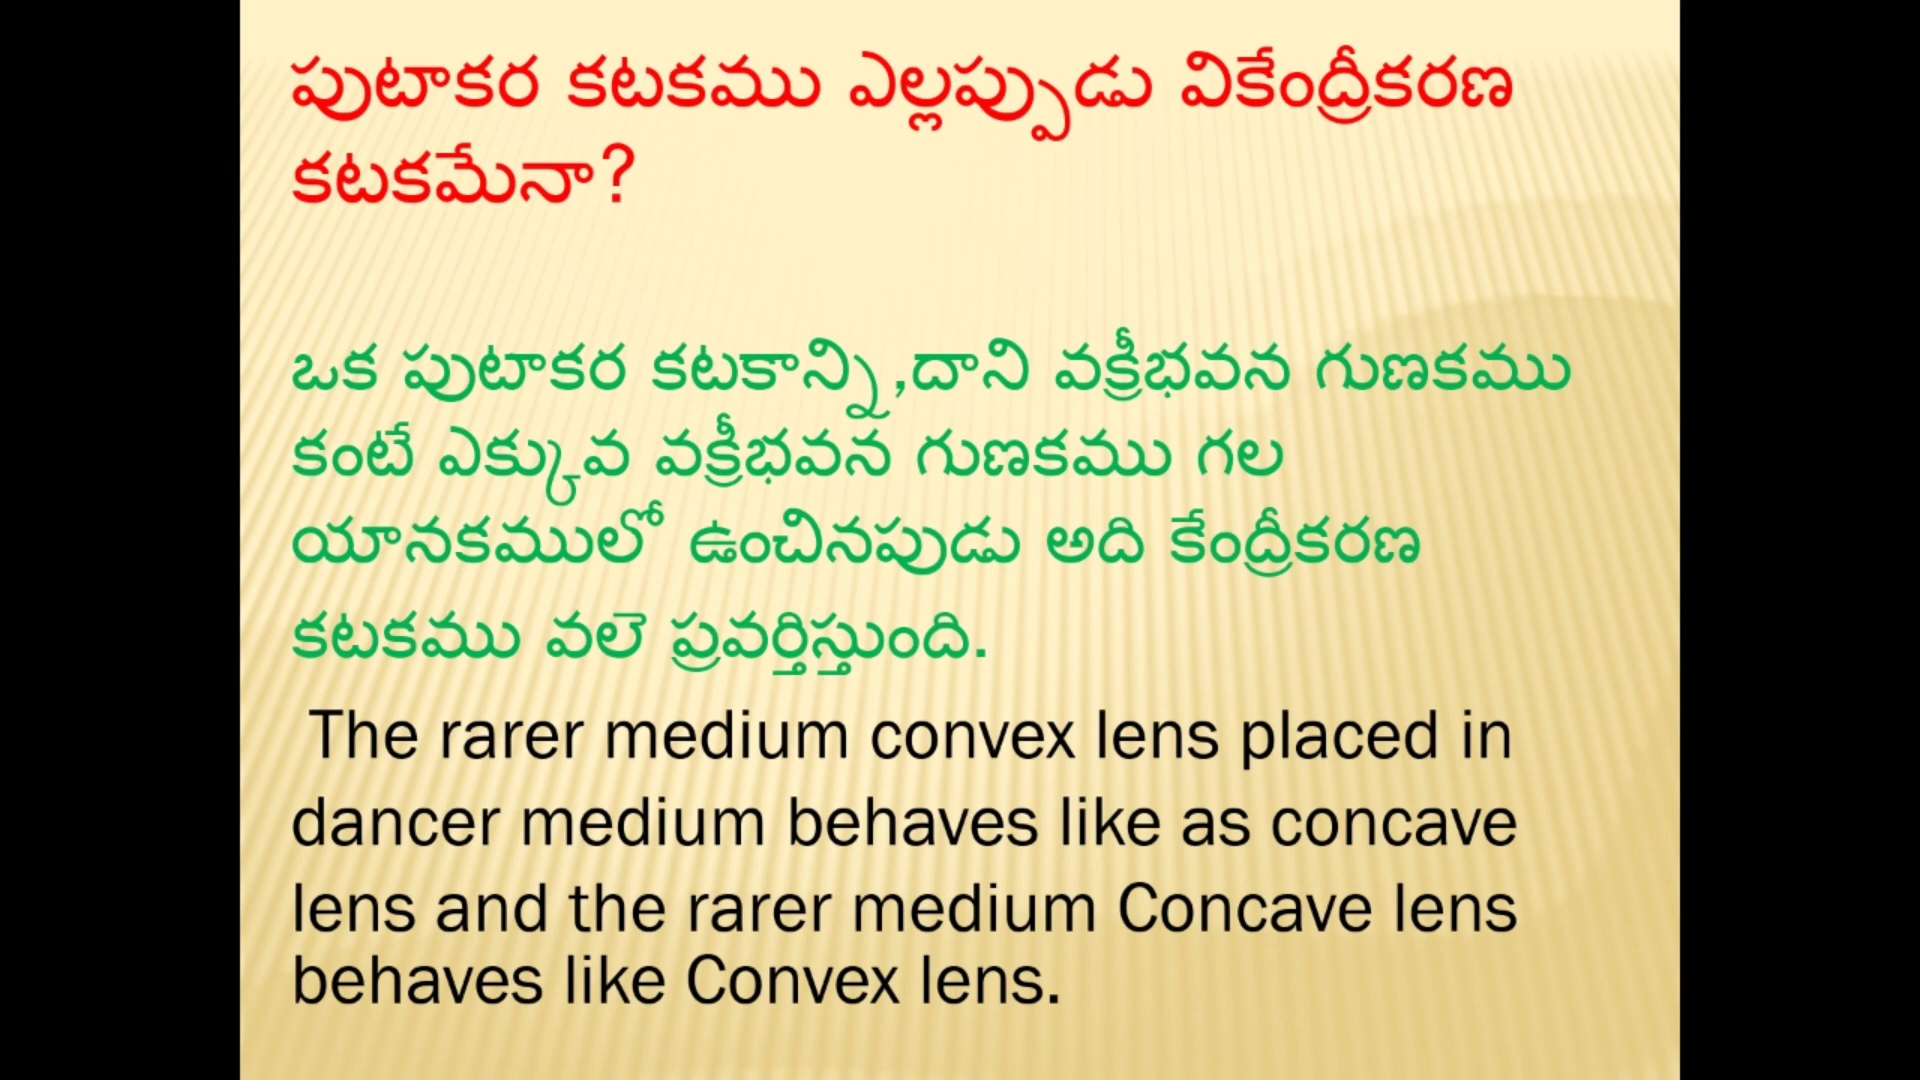 పుటాకర కటకము ఎల్లప్పుడు వికేంద్రీకరణ
కటకమేనా?
ఒక పుటాకర కటకాన్ని,దాని వక్రీభవన గుణకము
కంటే ఎక్కువ వక్రీభవన గుణకము గల
యానకములో ఉంచినపుడు అది కేంద్రీకరణ
కటకము వలె ప్రవర్తిస్తుంది.
The rarer medium convex lens placed in
dancer medium behaves like as concave
lens and the rarer medium Concave lens
behaves like Convex lens.